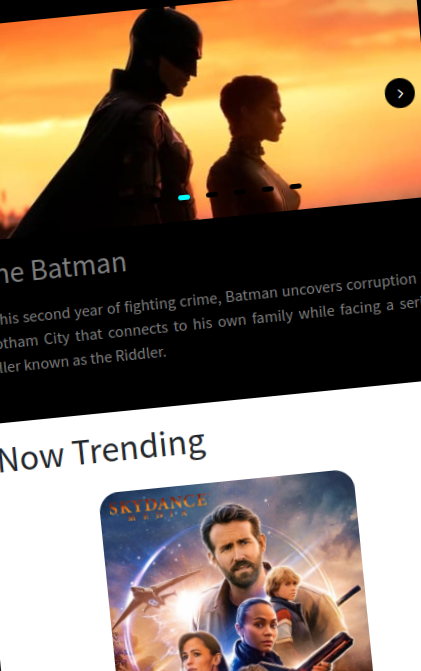 he Batman
his second year of fighting crime, Batman uncovers corruption
otham City that connects to his own family while facing a seri
ller known as the Riddler.
Now Trending
SKYDANCE
MEDIA